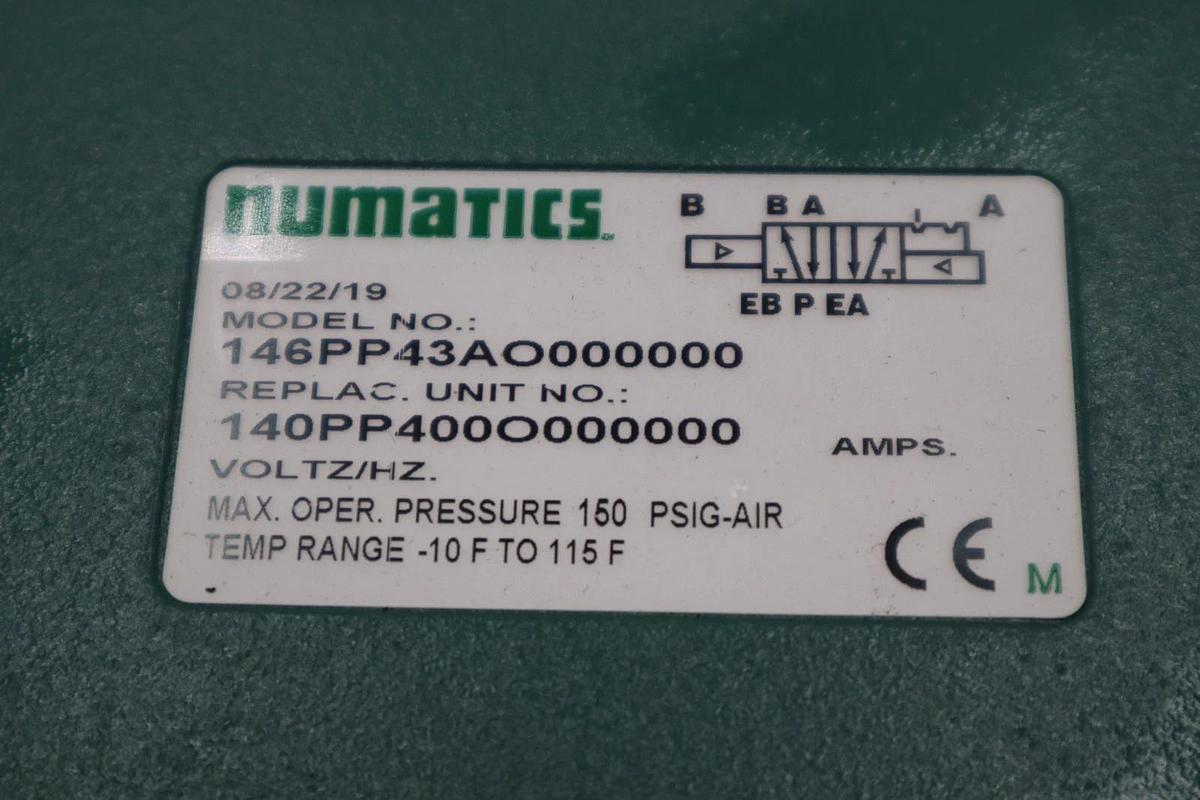 numatics
B B A A
EB P EA
08/22/19
MODEL NO.:
146PP43AO000000
REPLAC. UNIT NO.:
140PP400O000000
VOLTZ/HZ.
AMPS.
MAX. OPER. PRESSURE 150 PSIG-AIR
TEMP RANGE -10 F TO 115 F
CE M